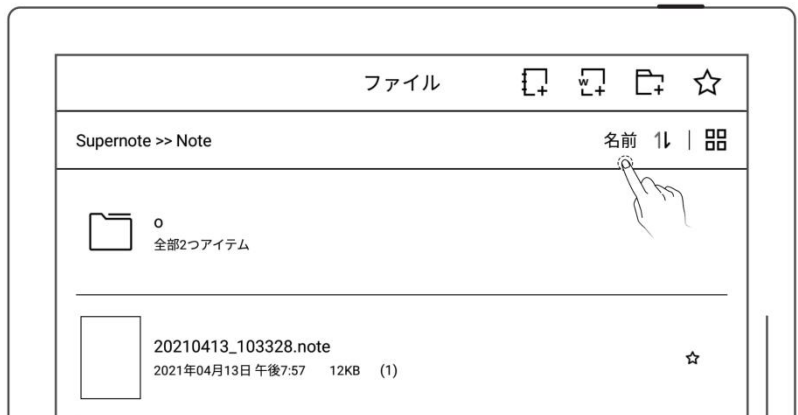 ファイル
Supernote >> Note 名前
o
全部2つアイテム
20210413_103328.note
2021年04月13日 午後7:57 12KB (1)